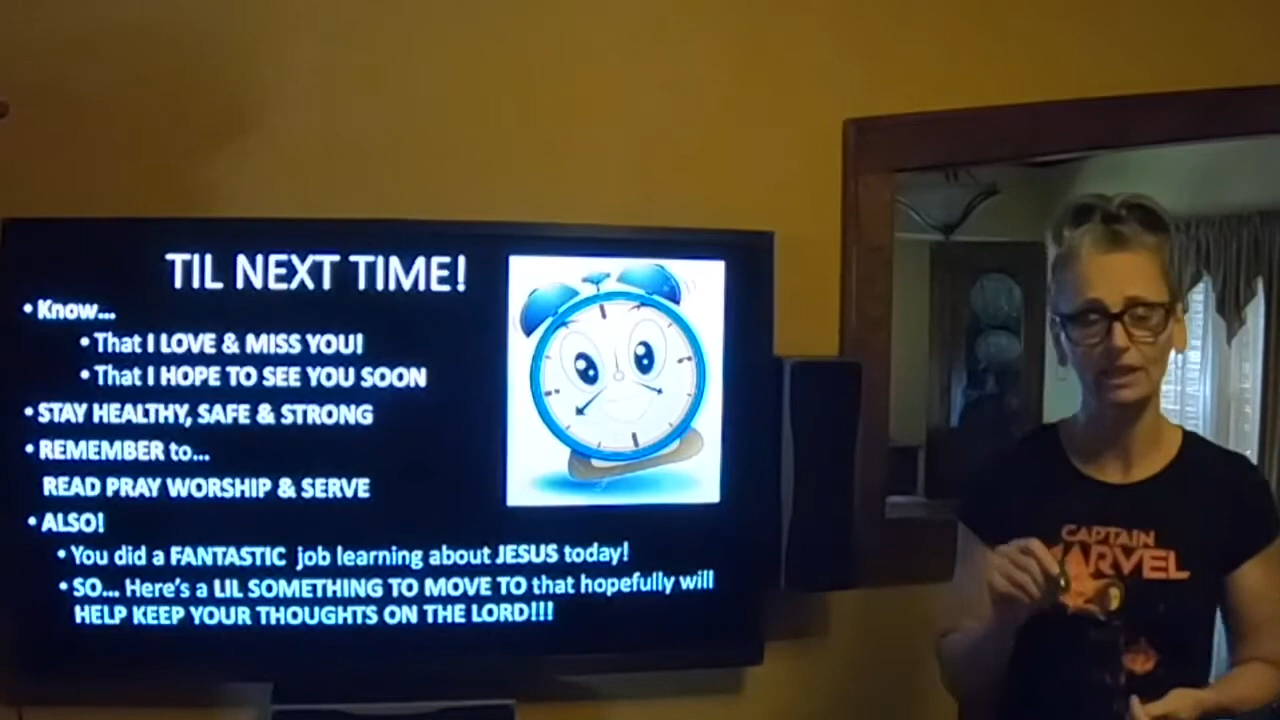 TIL NEXT TIME!
• Know...
• That I LOVE & MISS YOU!
• That I HOPE TO SEE YOU SOON
• STAY HEALTHY, SAFE & STRONG
• REMEMBER to...
READ PRAY WORSHIP & SERVE
• ALSO!
• You did a FANTASTIC job learning about JESUS today!
• SO... Here's a LIL SOMETHING TO MOVE TO that hopefully will
HELP KEEP YOUR THOUGHTS ON THE LORD!!!
CAPTAIN
MARVEL